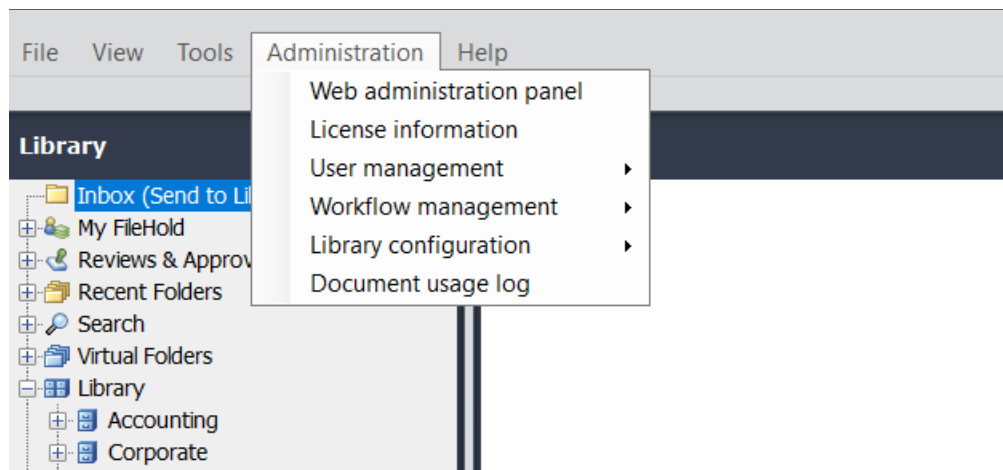 File View Tools Administration Help
Web administration panel
License information
User management
Workflow management
Library configuration
Document usage log
Library
Inbox (Send to Li
My FileHold
Reviews & Approv
Recent Folders
Search
Virtual Folders
Library
Accounting
Corporate